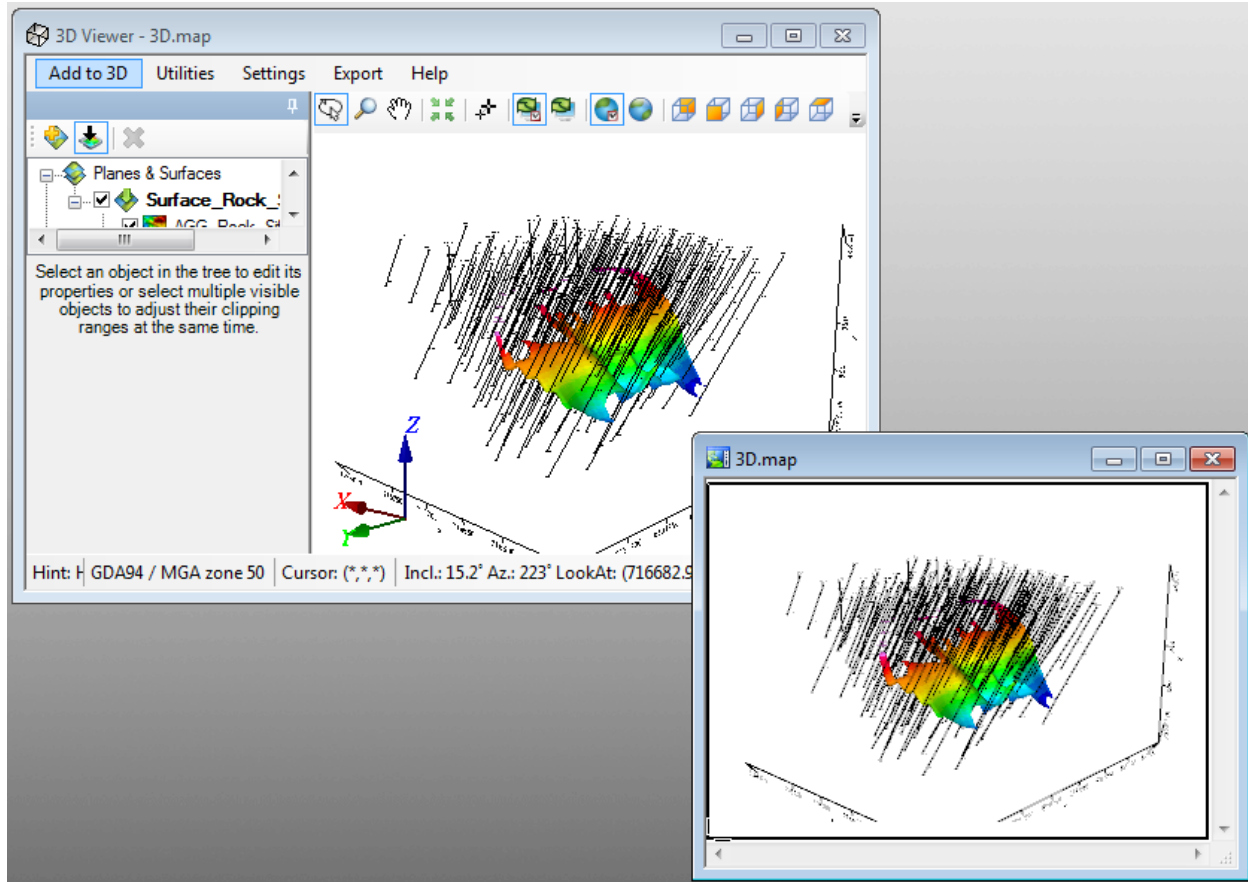 3D Viewer - 3D.map
Add to 3D Utilities Settings Export Help
Planes & Surfaces
Surface_Rock_
AGG_Rock_
Select an object in the tree to edit its
properties or select multiple visible
objects to adjust their clipping
ranges at the same time.
Z
X
Y
Hint: GDA94 / MGA zone 50 Cursor: (*,*,*) Incl.: 15.2° Az.: 223° LookAt: (716682.9
3D.map